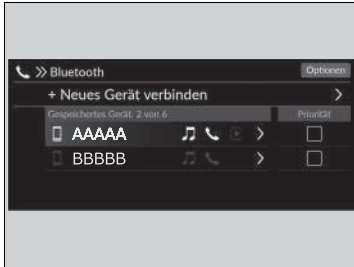 Bluetooth
Optionen
+ Neues Gerät verbinden
Gespeichertes Gerät: 2 von 6
Priorität
AAAAA
BBBBB